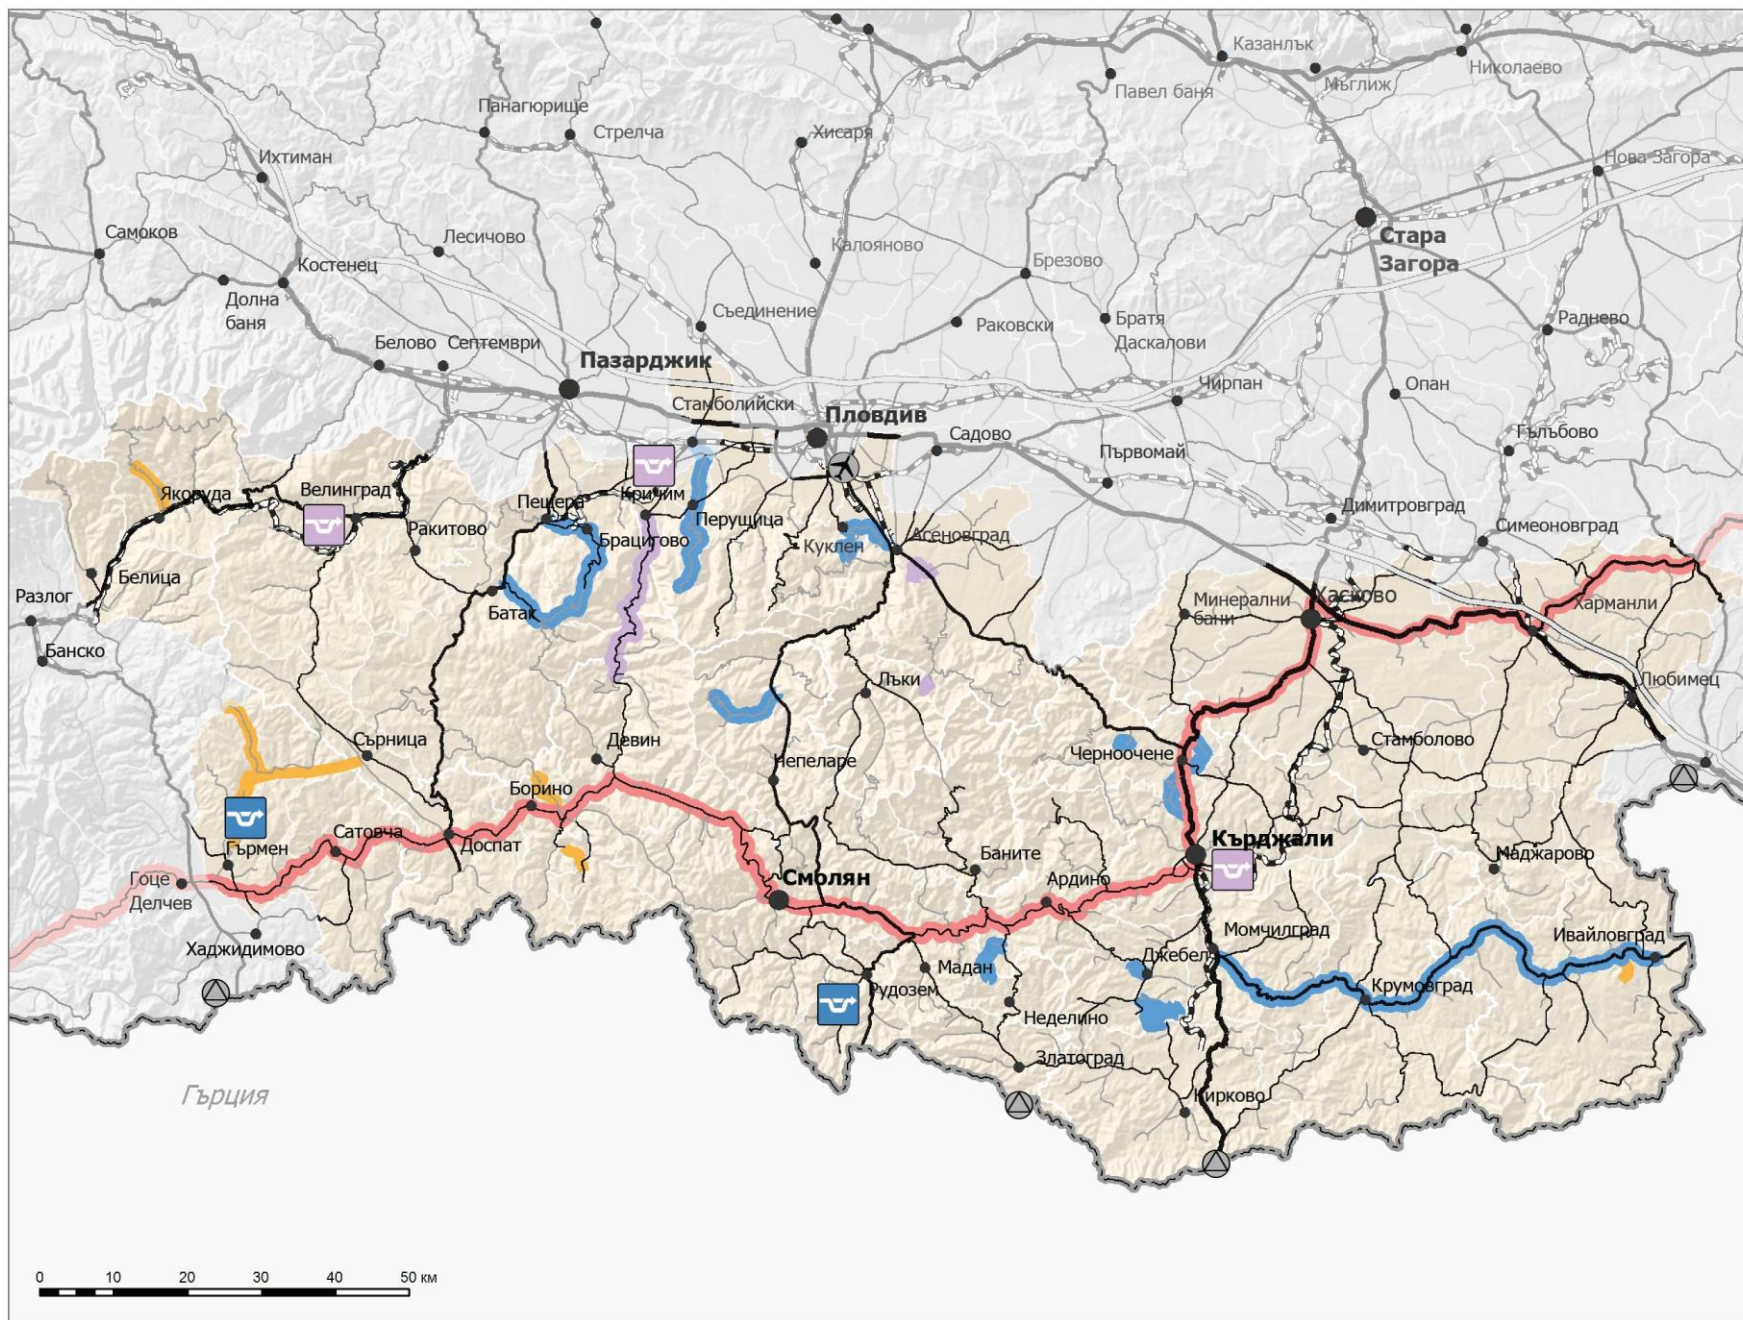 Казанлък
Николаево
Мъглиж
Павел баня
Панагюрище
Стрелча
Хисаря
Ихтиман
Нова Загора
Самоков
Лесичово
Калояново
Стара
Загора
Костенец
Брезово
Долна
баня
Съединение
Раковски
Братя
Даскалови
Раднево
Белово
Септември
Пазарджик
Чирпан
Опан
Стамболийски
Пловдив
Садово
Първомай
Гълъбово
Якоруда
Велинград
Пещера
Кричим
Перущица
Димитровград
Симеоновград
Ракитово
Брацигово
Куклен
Асеновград
Белица
Разлог
Батак
Минерални
бани
Хасково
Харманли
Банско
Лъки
Любимец
Сърница
Девин
Чепеларе
Черноочене
Стамболово
Борино
Сатовча
Доспат
Гърмен
Кърджали
Баните
Маджарово
Гоце
Делчев
Смолян
Ардино
Хаджидимово
Момчилград
Ивайловград
Мадан
Джебел
Рудозем
Крумовград
Неделино
Златоград
Гърция
Кирково
0 10 20 30 40 50 км